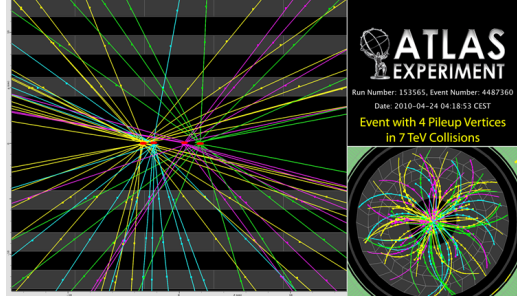 ATLAS
EXPERIMENT
Run Number: 153565, Event Number: 4487360
Date: 2010-04-24 04:18:53 CEST
Event with 4 Pileup Vertices
in 7 TeV Collisions